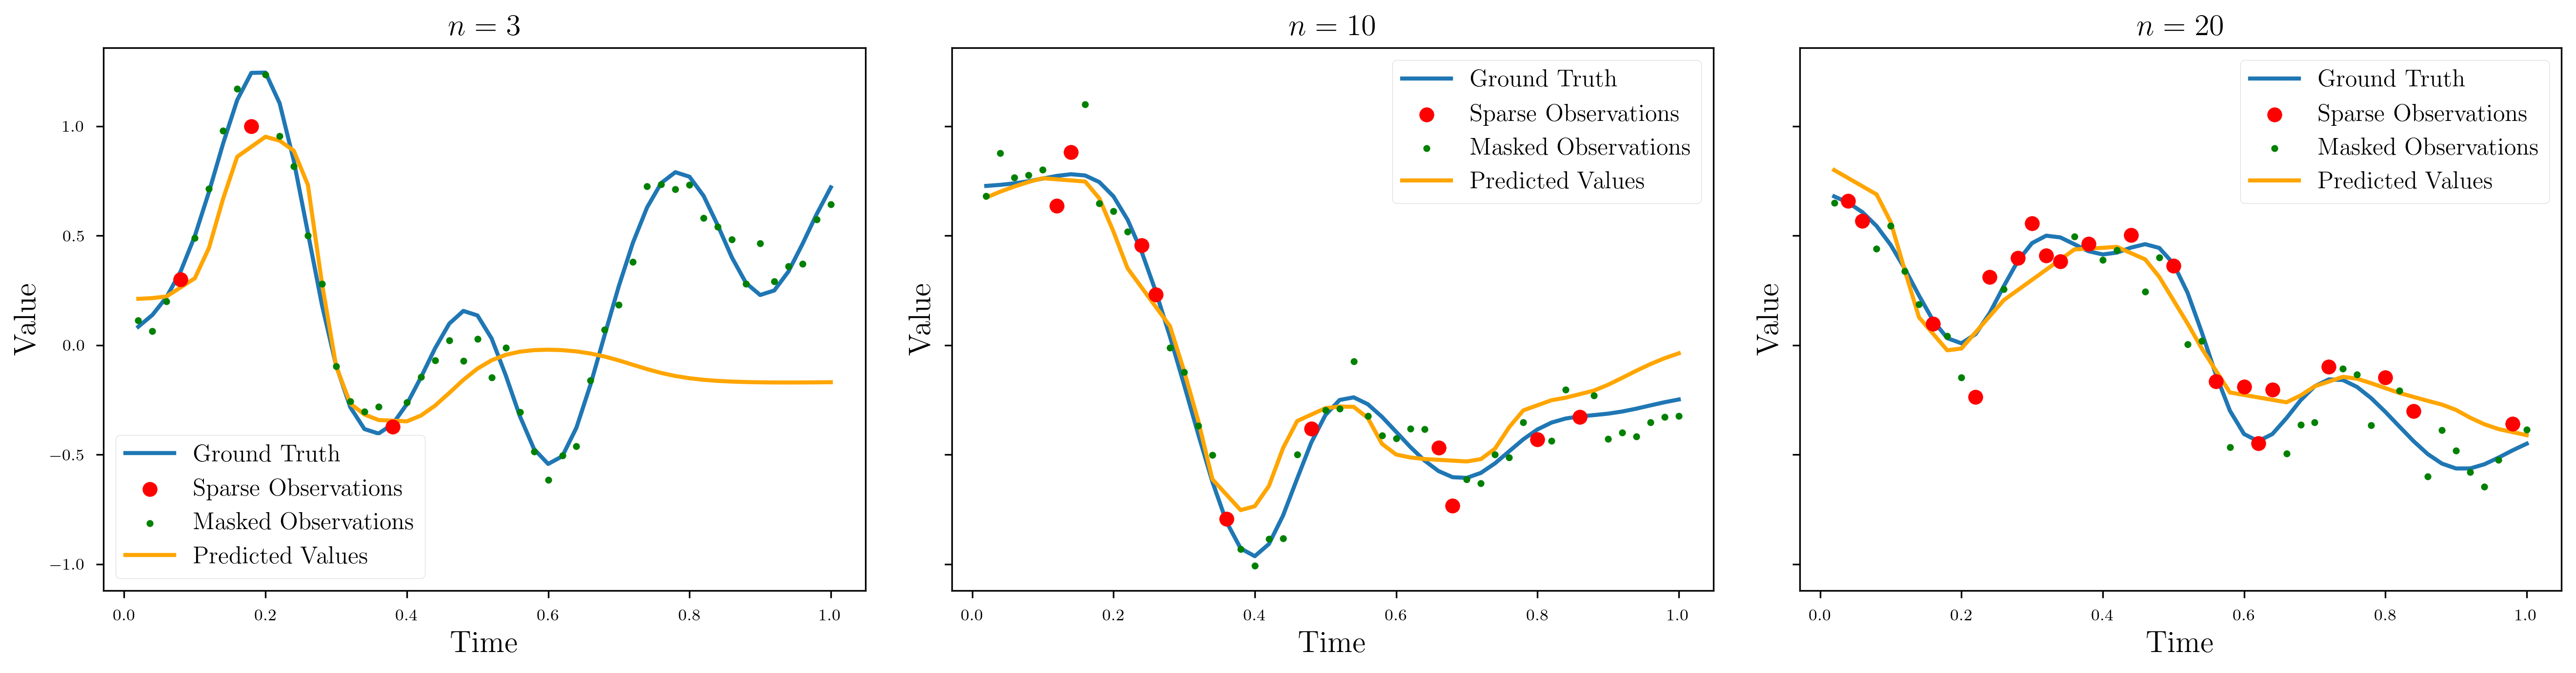 n = 3
Value
1.0
0.5
0.0
−0.5
−1.0
Ground Truth
Sparse Observations
Masked Observations
Predicted Values
0.0 0.2 0.4 0.6 0.8 1.0
Time
n = 10
Value
Ground Truth
Sparse Observations
Masked Observations
Predicted Values
0.0 0.2 0.4 0.6 0.8 1.0
Time
n = 20
Value
Ground Truth
Sparse Observations
Masked Observations
Predicted Values
0.0 0.2 0.4 0.6 0.8 1.0
Time